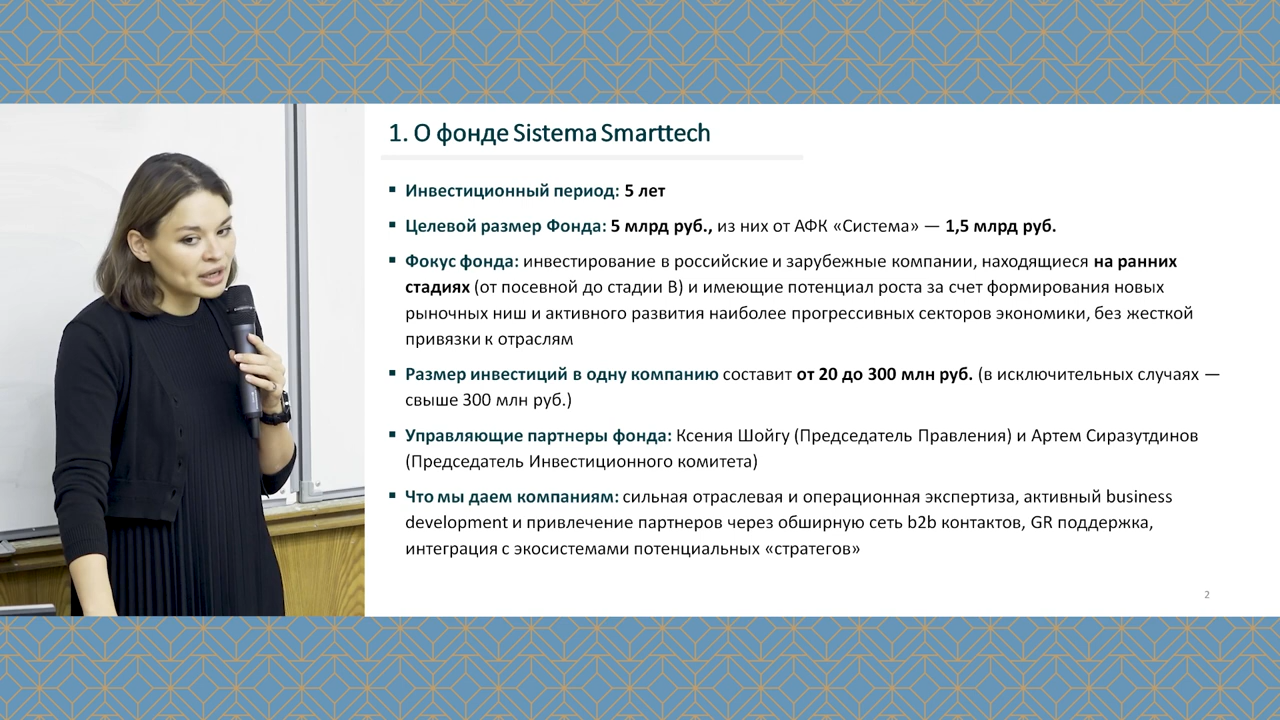 1. О фонде Sistema Smarttech
▪ Инвестиционный период: 5 лет
▪ Целевой размер Фонда: 5 млрд руб., из них от АФК «Система» — 1,5 млрд руб.
▪ Фокус фонда: инвестирование в российские и зарубежные компании, находящиеся на ранних
стадиях (от посевной до стадии В) и имеющие потенциал роста за счет формирования новых
рыночных ниш и активного развития наиболее прогрессивных секторов экономики, без жесткой
привязки к отраслям
▪ Размер инвестиций в одну компанию составит от 20 до 300 млн руб. (в исключительных случаях —
свыше 300 млн руб.)
▪ Управляющие партнеры фонда: Ксения Шойгу (Председатель Правления) и Артем Сиразутдинов
(Председатель Инвестиционного комитета)
▪ Что мы даем компаниям: сильная отраслевая и операционная экспертиза, активный business
development и привлечение партнеров через обширную сеть b2b контактов, GR поддержка,
интеграция с экосистемами потенциальных «стратегов»
2